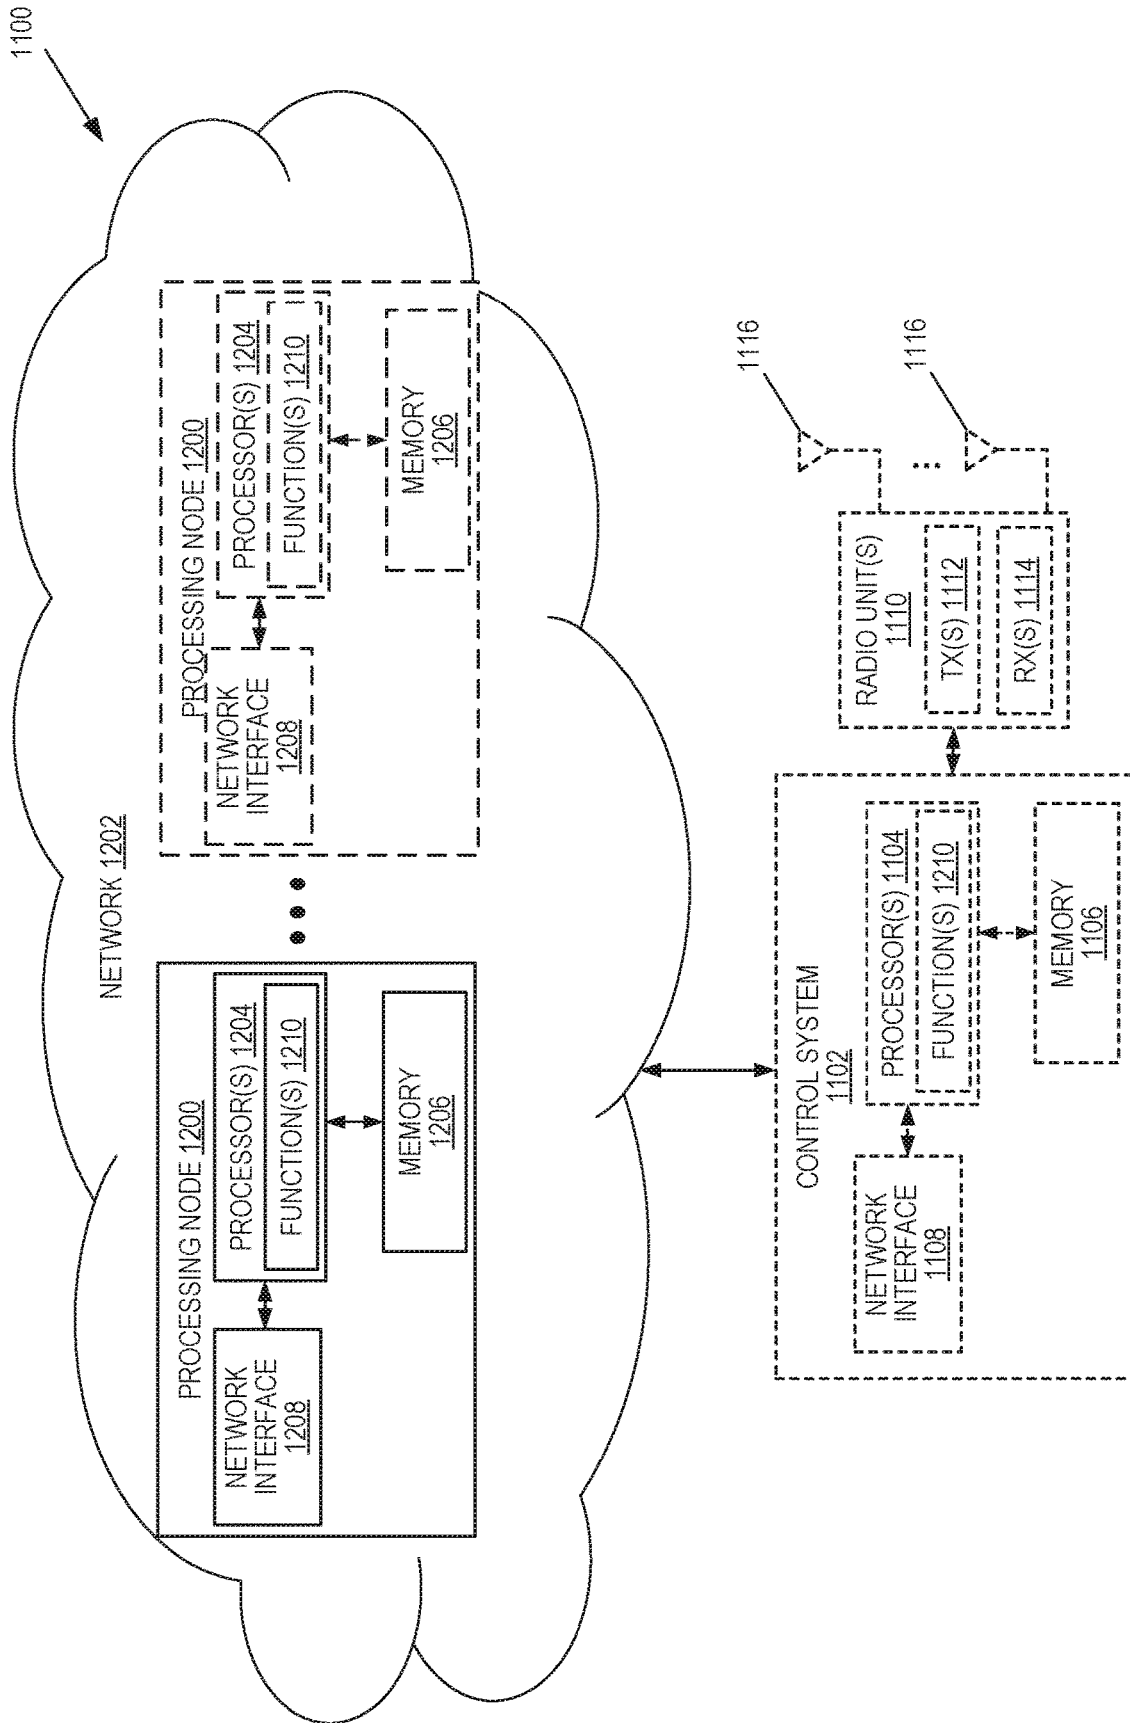 1100
NETWORK 1202
PROCESSING NODE 1200
NETWORK
INTERFACE
1208
PROCESSOR(S) 1204
FUNCTION(S) 1210
MEMORY
1206
PROCESSING NODE 1200
NETWORK
INTERFACE
1208
PROCESSOR(S) 1204
FUNCTION(S) 1210
MEMORY
1206
CONTROL SYSTEM
1102
NETWORK
INTERFACE
1108
PROCESSOR(S) 1104
FUNCTION(S) 1210
MEMORY
1106
RADIO UNIT(S)
1110
TX(S) 1112
RX(S) 1114
1116
1116